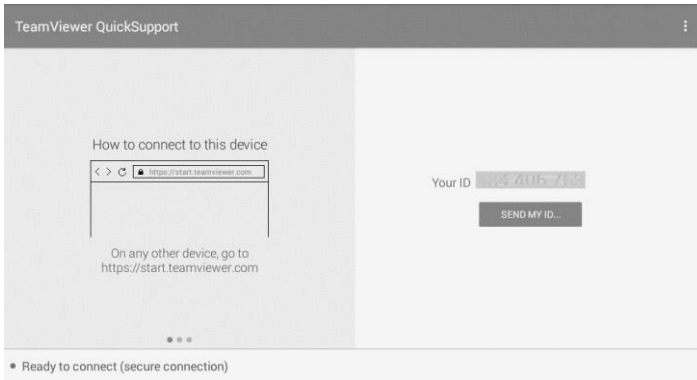 TeamViewer QuickSupport
How to connect to this device
https://start.teamviewer.com
On any other device, go to
https://start.teamviewer.com
Your ID
SEND MY ID...
Ready to connect (secure connection)